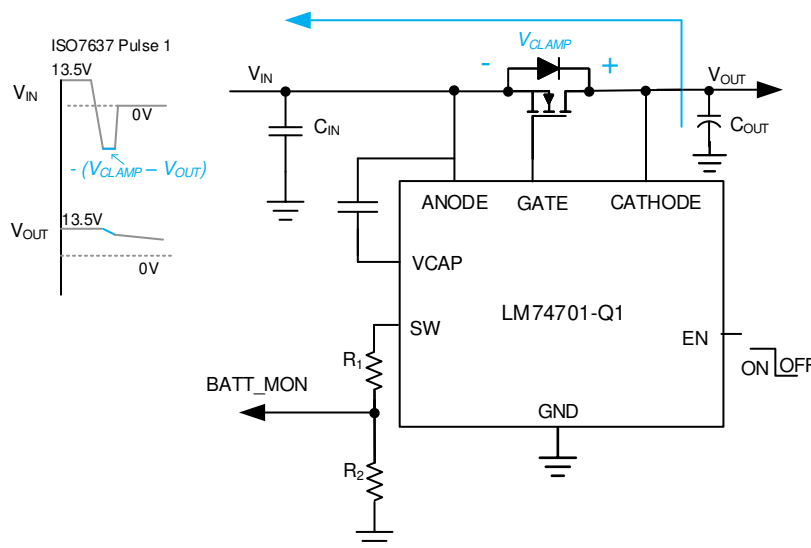 ISO7637 Pulse 1
13.5V
VIN
0V
- (VCLAMP – VOUT)
VOUT
13.5V
0V
VCLAMP
- +
VIN
VOUT
CIN
COUT
ANODE
GATE
CATHODE
VCAP
LM74701-Q1
SW
EN
ON OFF
R1
BATT_MON
GND
R2